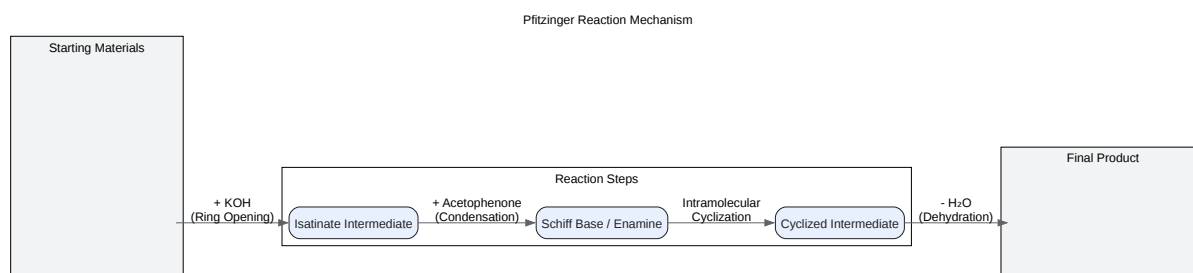 Pfitzinger Reaction Mechanism
Starting Materials
Final Product
Reaction Steps
+ KOH
(Ring Opening)
Isatinate Intermediate
+ Acetophenone
(Condensation)
Schiff Base / Enamine
Intramolecular
Cyclization
Cyclized Intermediate
- H₂O
(Dehydration)